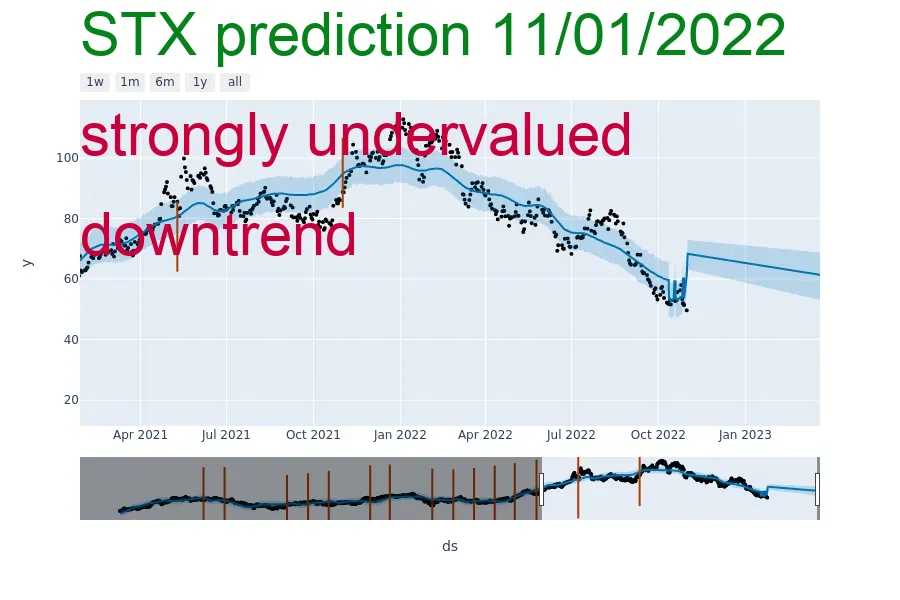 STX prediction 11/01/2022
1w 1m 6m 1y all
strongly undervalued
downtrend
100
80
60
40
20
y
Apr 2021 Jul 2021 Oct 2021 Jan 2022 Apr 2022 Jul 2022 Oct 2022 Jan 2023
ds